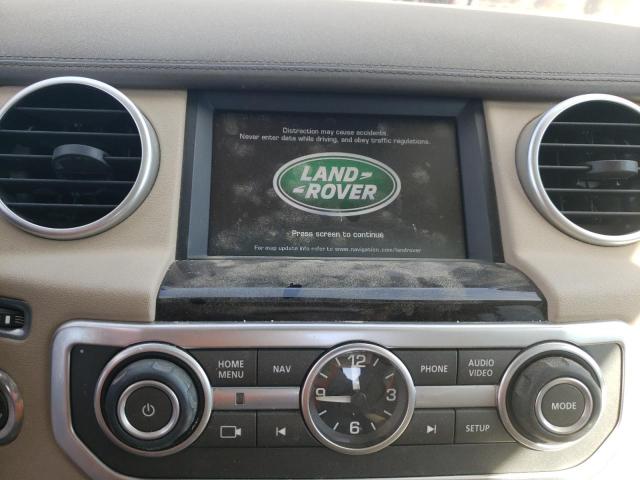 Distraction may cause accidents.
Never enter data while driving, and obey traffic regulations.
LAND
ROVER
Press screen to continue
For map update info refer to www.navigation.com/landrover
HOME
MENU
NAV
12
3
6
9
PHONE
AUDIO
VIDEO
MODE
SETUP